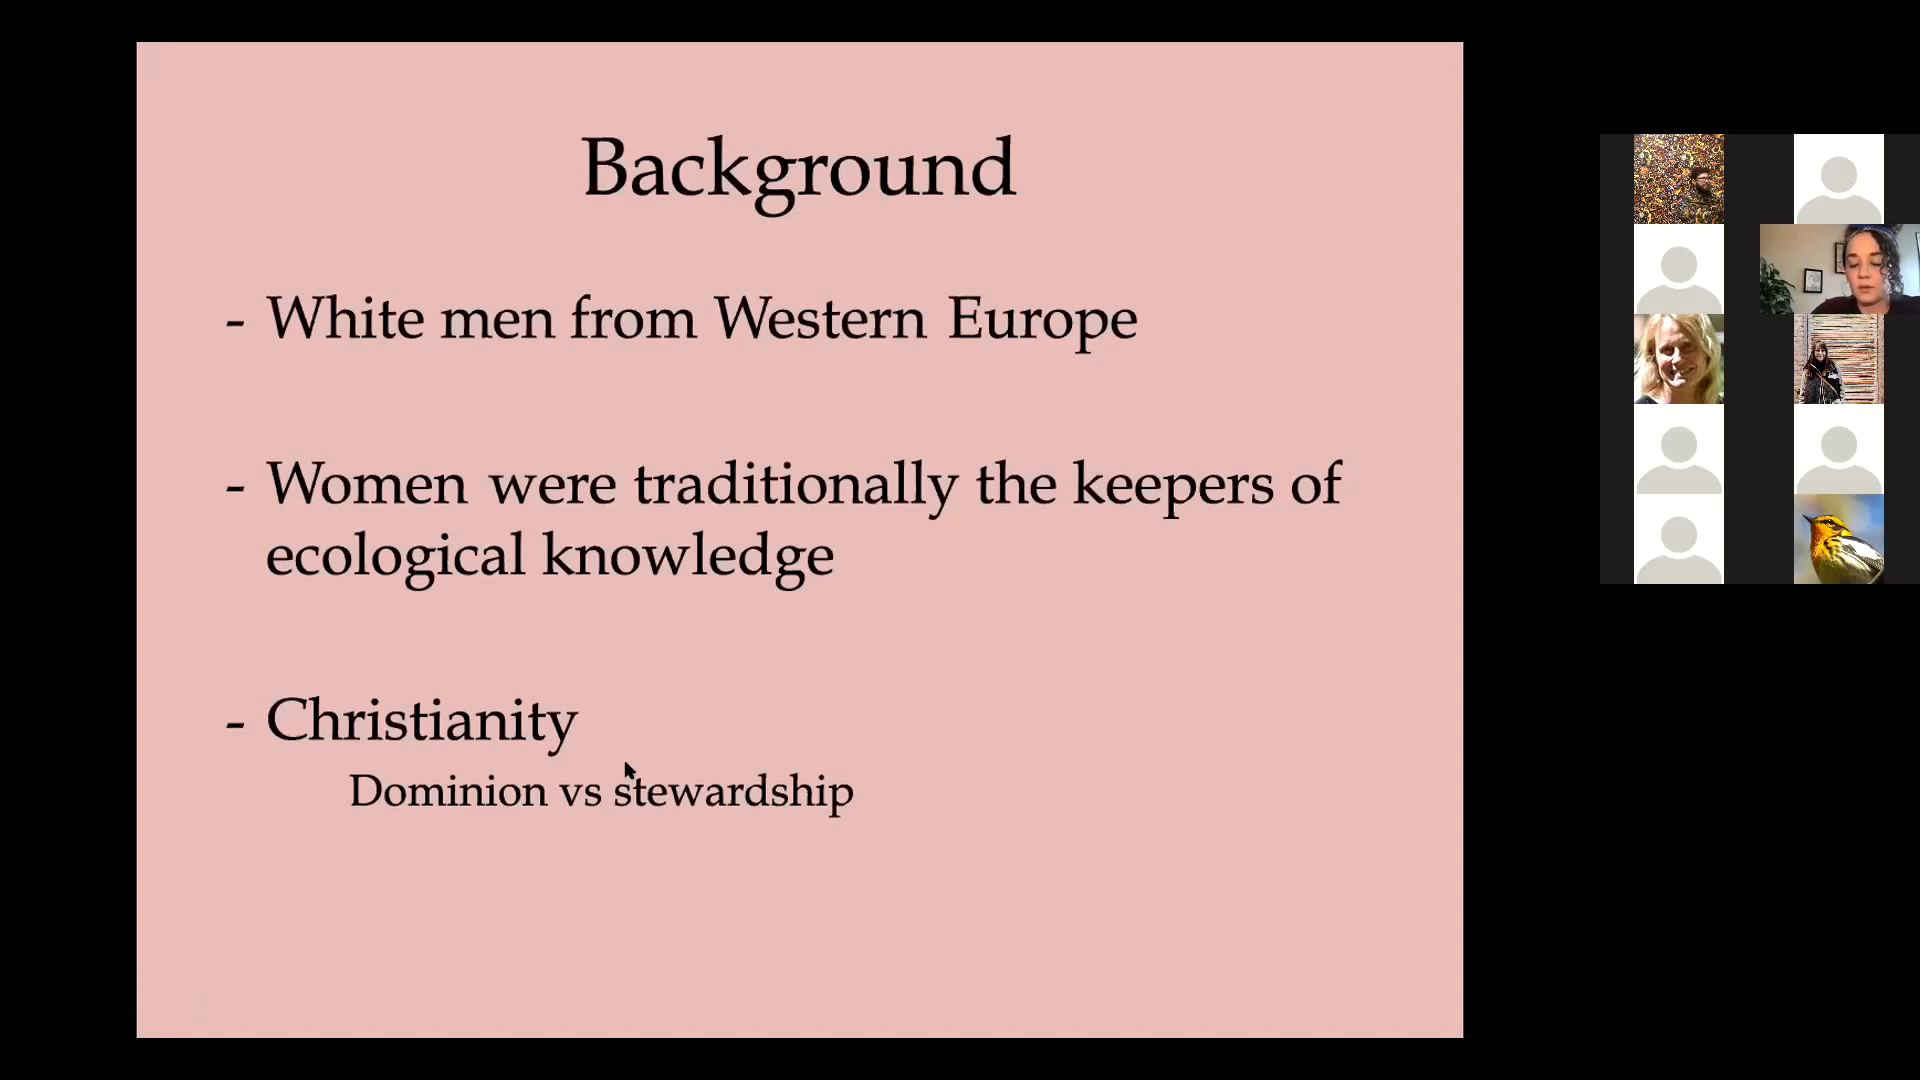 Background
- White men from Western Europe
- Women were traditionally the keepers of
ecological knowledge
- Christianity
Dominion vs stewardship